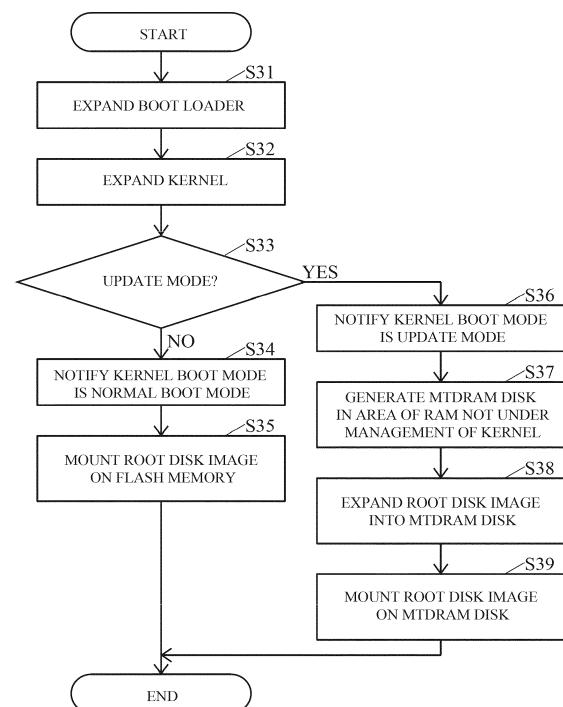 START
S31
EXPAND BOOT LOADER
S32
EXPAND KERNEL
S33
UPDATE MODE?
YES
NO
S34
NOTIFY KERNEL BOOT MODE
IS NORMAL BOOT MODE
S35
MOUNT ROOT DISK IMAGE
ON FLASH MEMORY
S36
NOTIFY KERNEL BOOT MODE
IS UPDATE MODE
S37
GENERATE MTDRAM DISK
IN AREA OF RAM NOT UNDER
MANAGEMENT OF KERNEL
S38
EXPAND ROOT DISK IMAGE
INTO MTDRAM DISK
S39
MOUNT ROOT DISK IMAGE
ON MTDRAM DISK
END